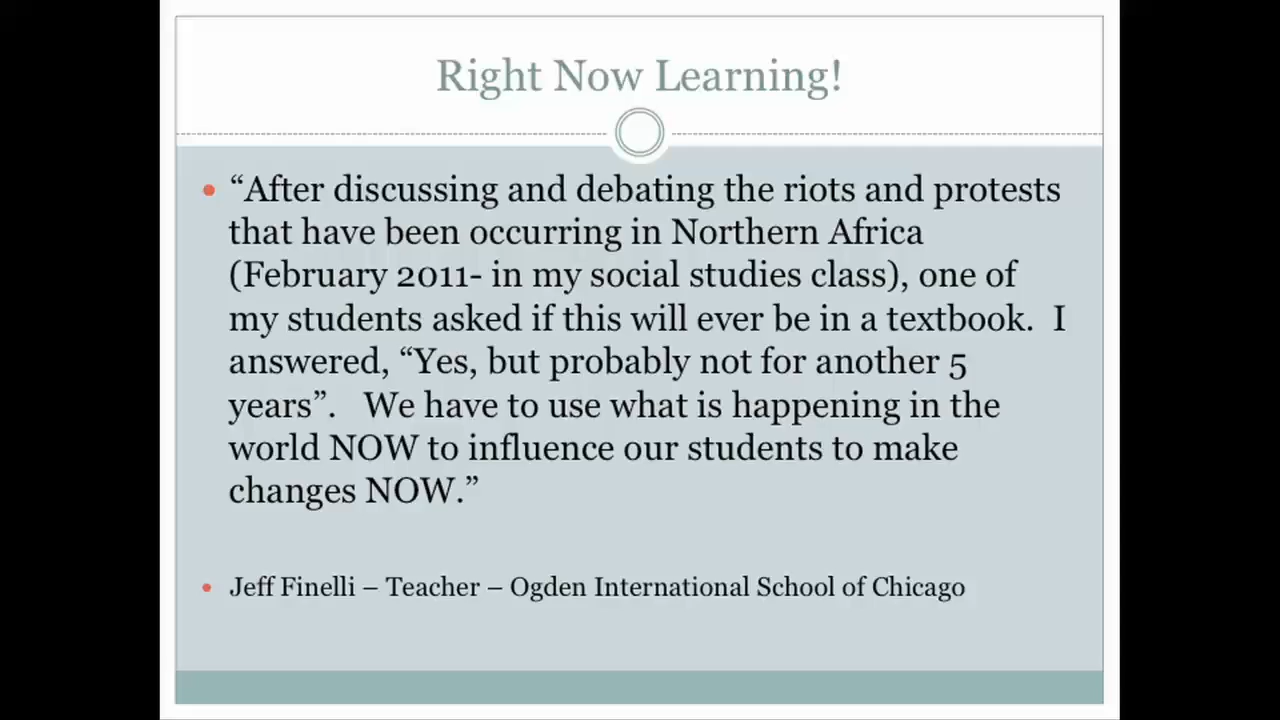 Right Now Learning!
• “After discussing and debating the riots and protests
that have been occurring in Northern Africa
(February 2011- in my social studies class), one of
my students asked if this will ever be in a textbook.  I
answered, “Yes, but probably not for another 5
years”.   We have to use what is happening in the
world NOW to influence our students to make
changes NOW.”
• Jeff Finelli – Teacher – Ogden International School of Chicago